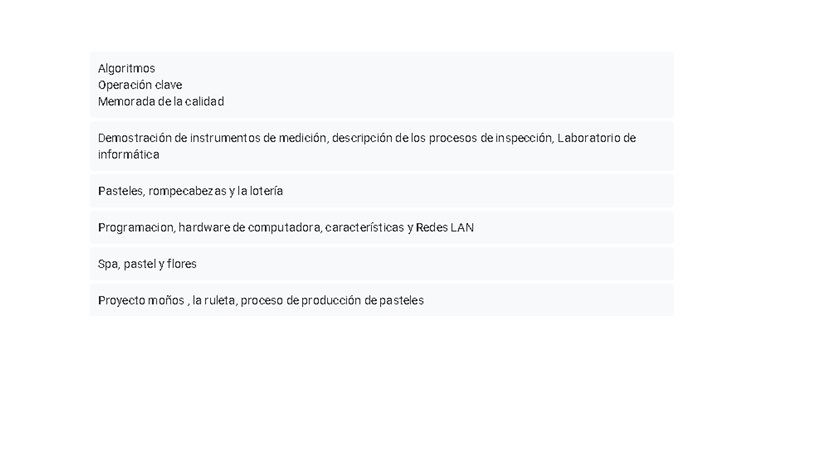 Algoritmos
Operación clave
Memorada de la calidad
Demostración de instrumentos de medición, descripción de los procesos de inspección, Laboratorio de
informática
Pasteles, rompecabezas y la lotería
Programacion, hardware de computadora, características y Redes LAN
Spa, pastel y flores
Proyecto moños , la ruleta, proceso de producción de pasteles